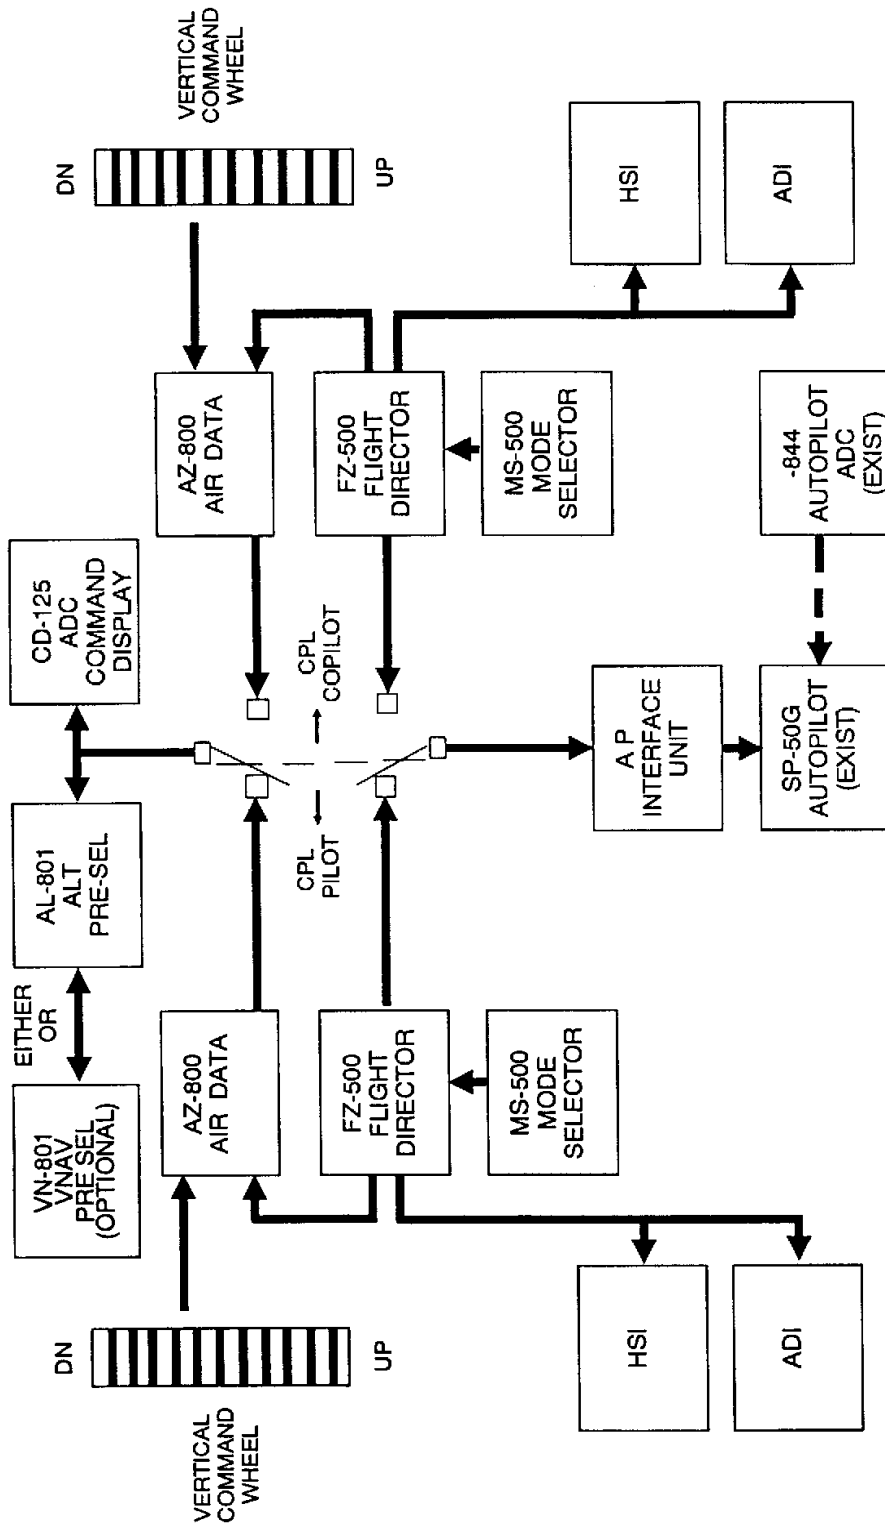 VERTICAL
COMMAND
WHEEL
DN
UP
VN-801
VNAV
PRE SEL
(OPTIONAL)
EITHER
OR
AL-801
ALT
PRE-SEL
CD-125
ADC
COMMAND
DISPLAY
DN
UP
VERTICAL
COMMAND
WHEEL
AZ-800
AIR DATA
AZ-800
AIR DATA
CPL
PILOT
CPL
COPILOT
FZ-500
FLIGHT
DIRECTOR
FZ-500
FLIGHT
DIRECTOR
MS-500
MODE
SELECTOR
MS-500
MODE
SELECTOR
HSI
ADI
A P
INTERFACE
UNIT
SP-50G
AUTOPILOT
(EXIST)
-844
AUTOPILOT
ADC
(EXIST)
HSI
ADI